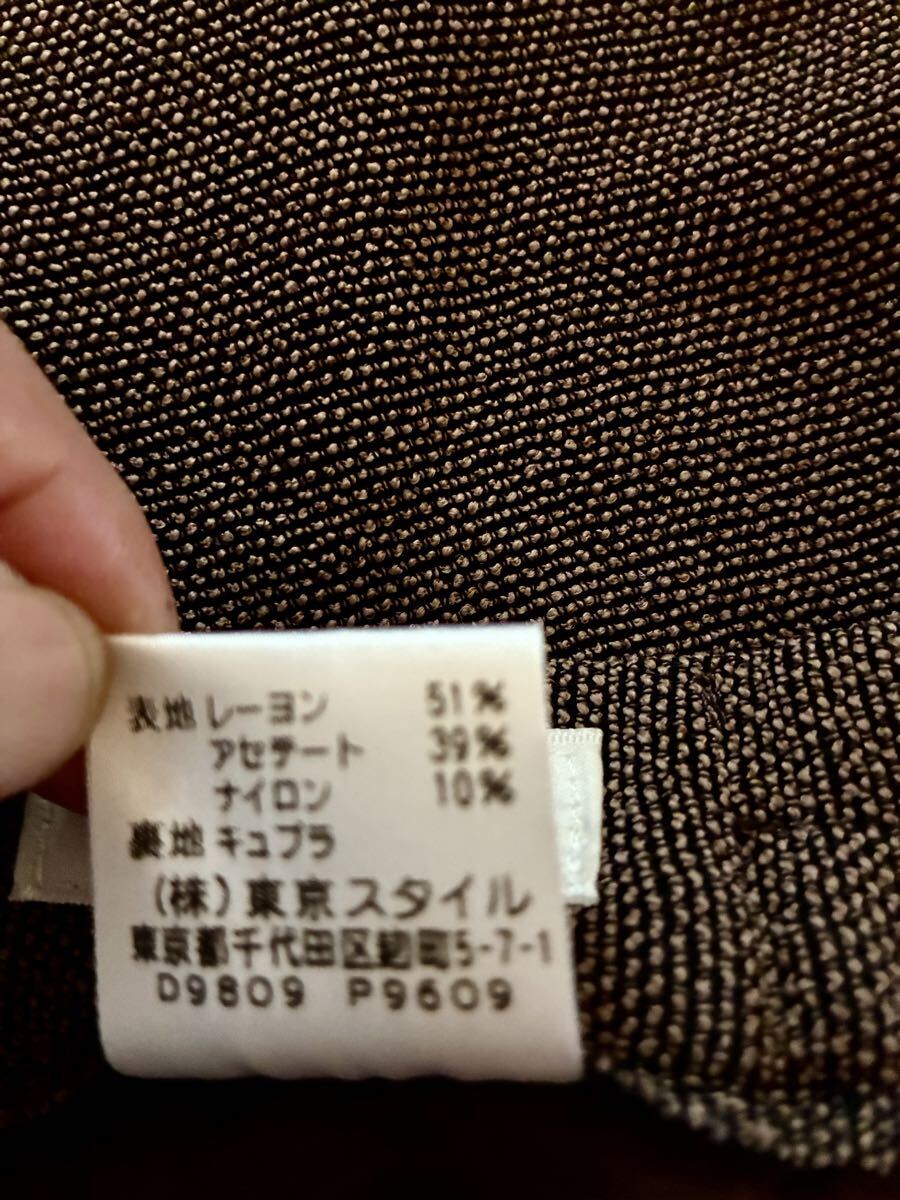 表地 レーヨン 51%
アセテート 39%
ナイロン 10%
裏地 キュプラ
(株)東京スタイル
東京都千代田区麹町5-7-1
D9809 P9609